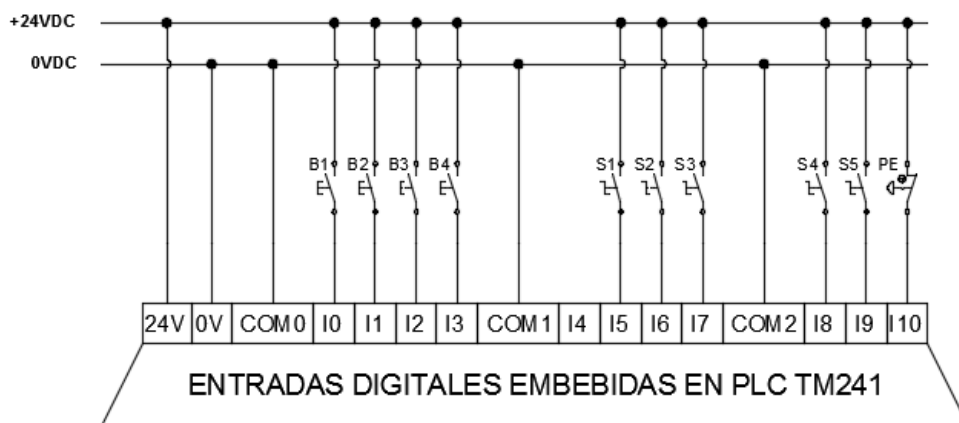 +24VDC
0VDC
B1 B2 B3 B4 S1 S2 S3 S4 S5 PE
24V 0V COM0 I0 I1 I2 I3 COM1 I4 I5 I6 I7 COM2 I8 I9 I10
ENTRADAS DIGITALES EMBEBIDAS EN PLC TM241